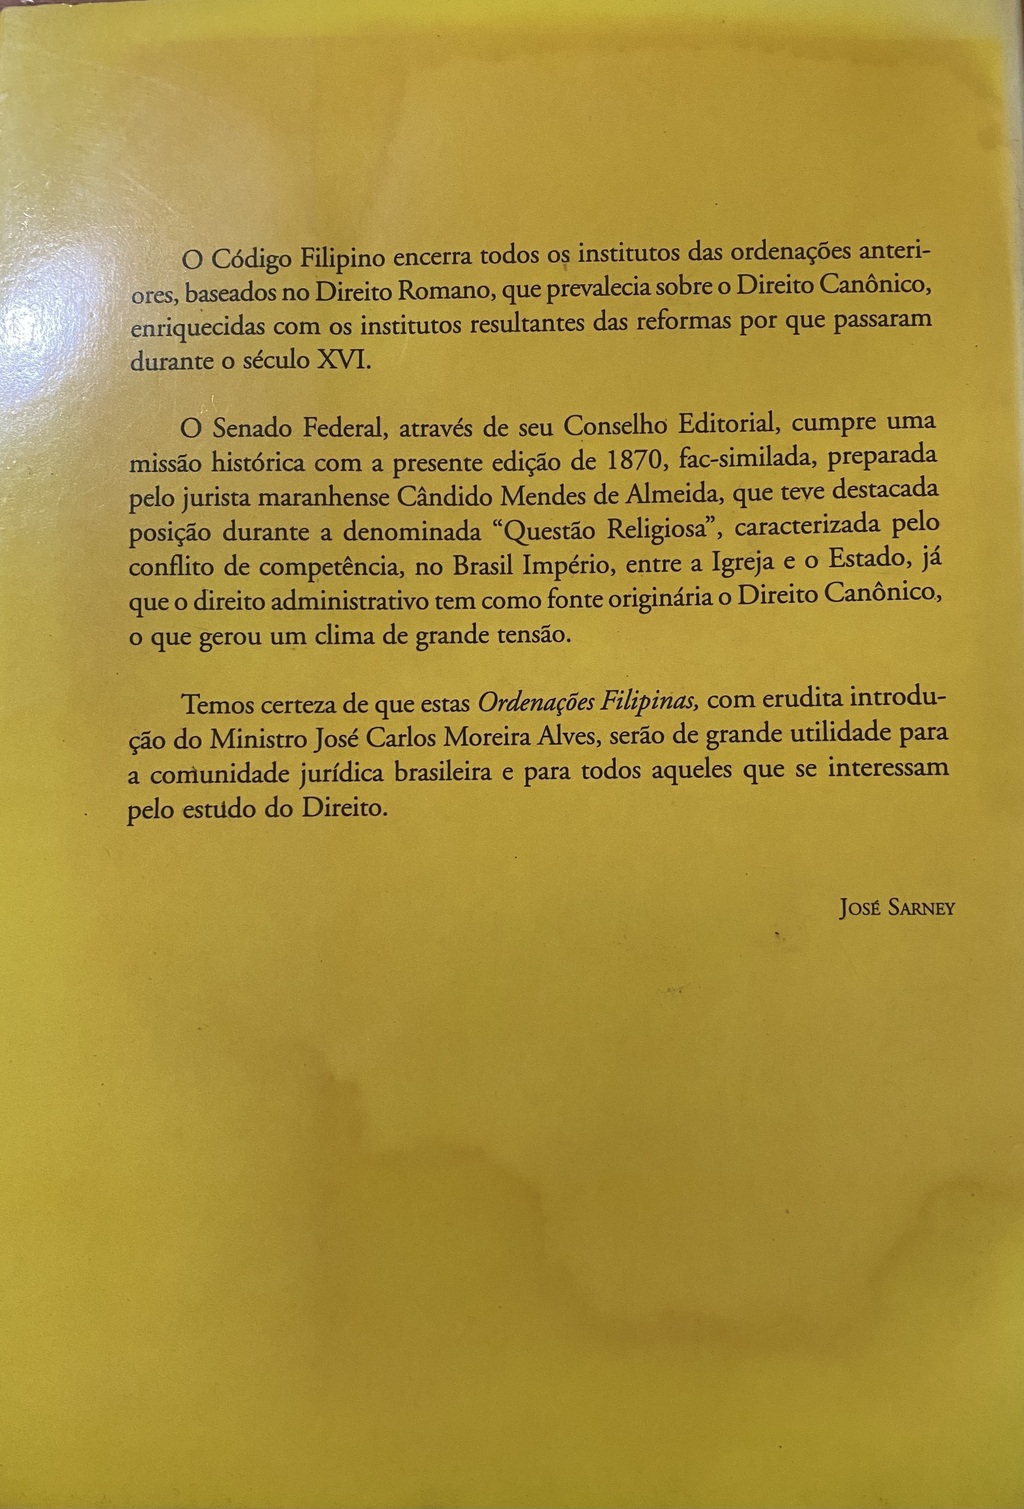 O Código Filipino encerra todos os institutos das ordenações anteri-
ores, baseados no Direito Romano, que prevalecia sobre o Direito Canônico,
enriquecidas com os institutos resultantes das reformas por que passaram
durante o século XVI.
O Senado Federal, através de seu Conselho Editorial, cumpre uma
missão histórica com a presente edição de 1870, fac-similada, preparada
pelo jurista maranhense Cândido Mendes de Almeida, que teve destacada
posição durante a denominada “Questão Religiosa”, caracterizada pelo
conflito de competência, no Brasil Império, entre a Igreja e o Estado, já
que o direito administrativo tem como fonte originária o Direito Canônico,
o que gerou um clima de grande tensão.
Temos certeza de que estas Ordenações Filipinas, com erudita introdu-
ção do Ministro José Carlos Moreira Alves, serão de grande utilidade para
a comunidade jurídica brasileira e para todos aqueles que se interessam
pelo estudo do Direito.
JOSÉ SARNEY